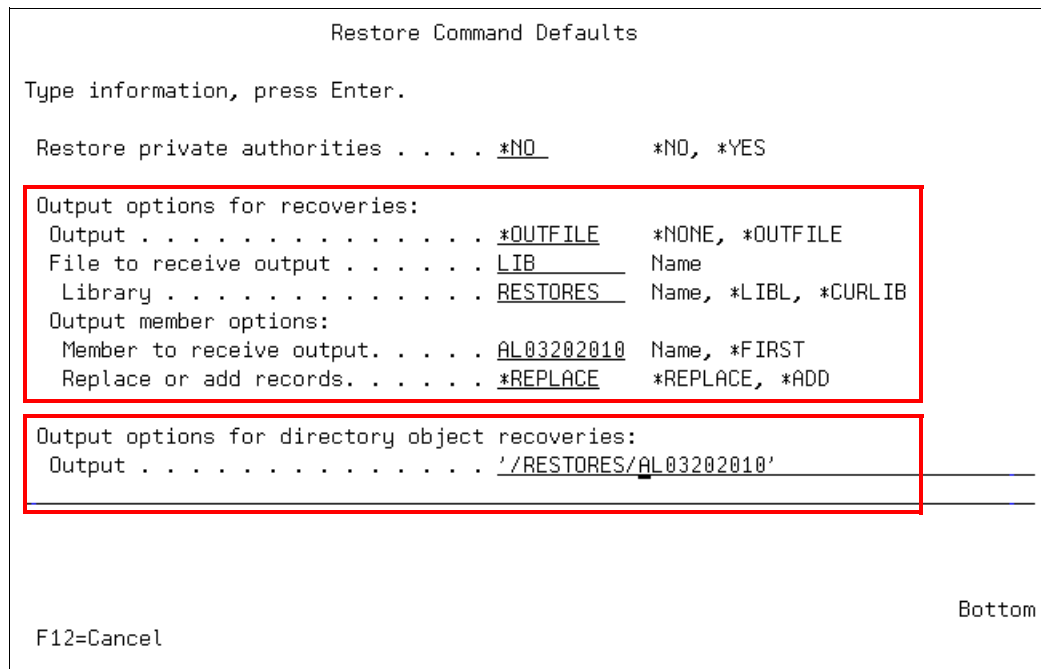 Restore Command Defaults
Type information, press Enter.
Restore private authorities . . . . *NO *NO, *YES
Output options for recoveries:
Output . . . . . . . . . . . . . . . *OUTFILE *NONE, *OUTFILE
File to receive output . . . . . . LIB Name
Library . . . . . . . . . . . . . RESTORES Name, *LIBL, *CURLIB
Output member options:
Member to receive output. . . . . AL03202010 Name, *FIRST
Replace or add records. . . . . . *REPLACE *REPLACE, *ADD
Output options for directory object recoveries:
Output . . . . . . . . . . . . . . . '/RESTORES/AL03202010'
Bottom
F12=Cancel